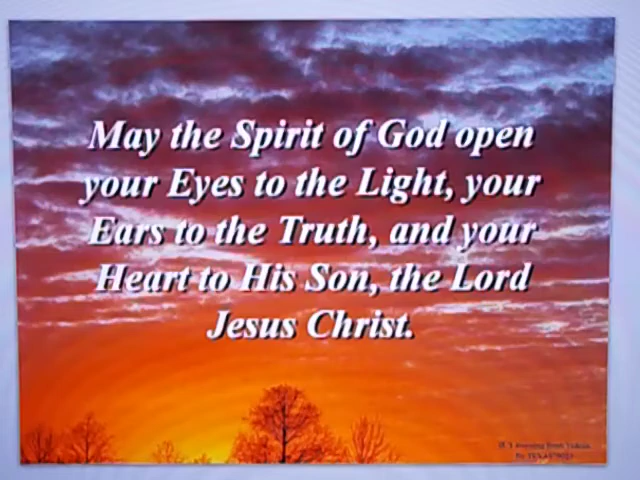 May the Spirit of God open
your Eyes to the Light, your
Ears to the Truth, and your
Heart to His Son, the Lord
Jesus Christ.